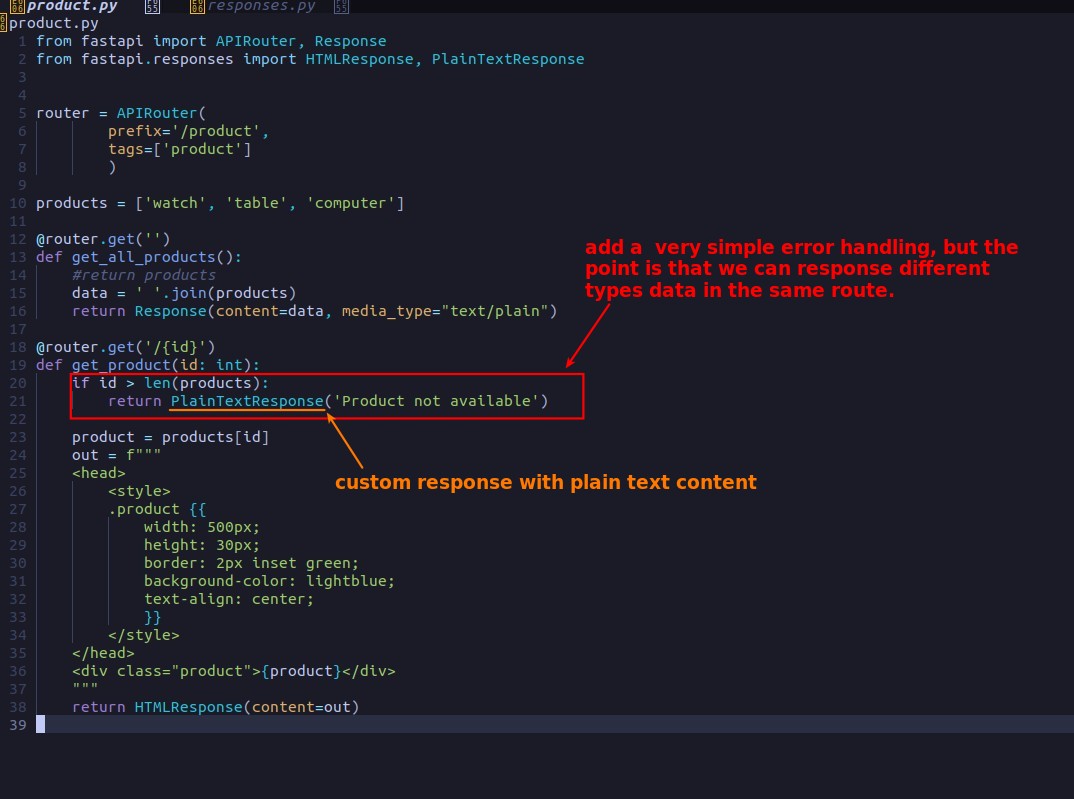 product.py responses.py
product.py
1 from fastapi import APIRouter, Response
2 from fastapi.responses import HTMLResponse, PlainTextResponse
3
4
5 router = APIRouter(
6         prefix='/product',
7         tags=['product']
8         )
9
10 products = ['watch', 'table', 'computer']
11
12 @router.get('')
13 def get_all_products():
14     #return products
15     data = ' '.join(products)
16     return Response(content=data, media_type="text/plain")
17
18 @router.get('/{id}')
19 def get_product(id: int):
20     if id > len(products):
21         return PlainTextResponse('Product not available')
22
23     product = products[id]
24     out = f"""
25     <head>
26         <style>
27         .product {{
28             width: 500px;
29             height: 30px;
30             border: 2px inset green;
31             background-color: lightblue;
32             text-align: center;
33             }}
34         </style>
35     </head>
36     <div class="product">{product}</div>
37     """
38     return HTMLResponse(content=out)
39
add a  very simple error handling, but the
point is that we can response different
types data in the same route.
custom response with plain text content